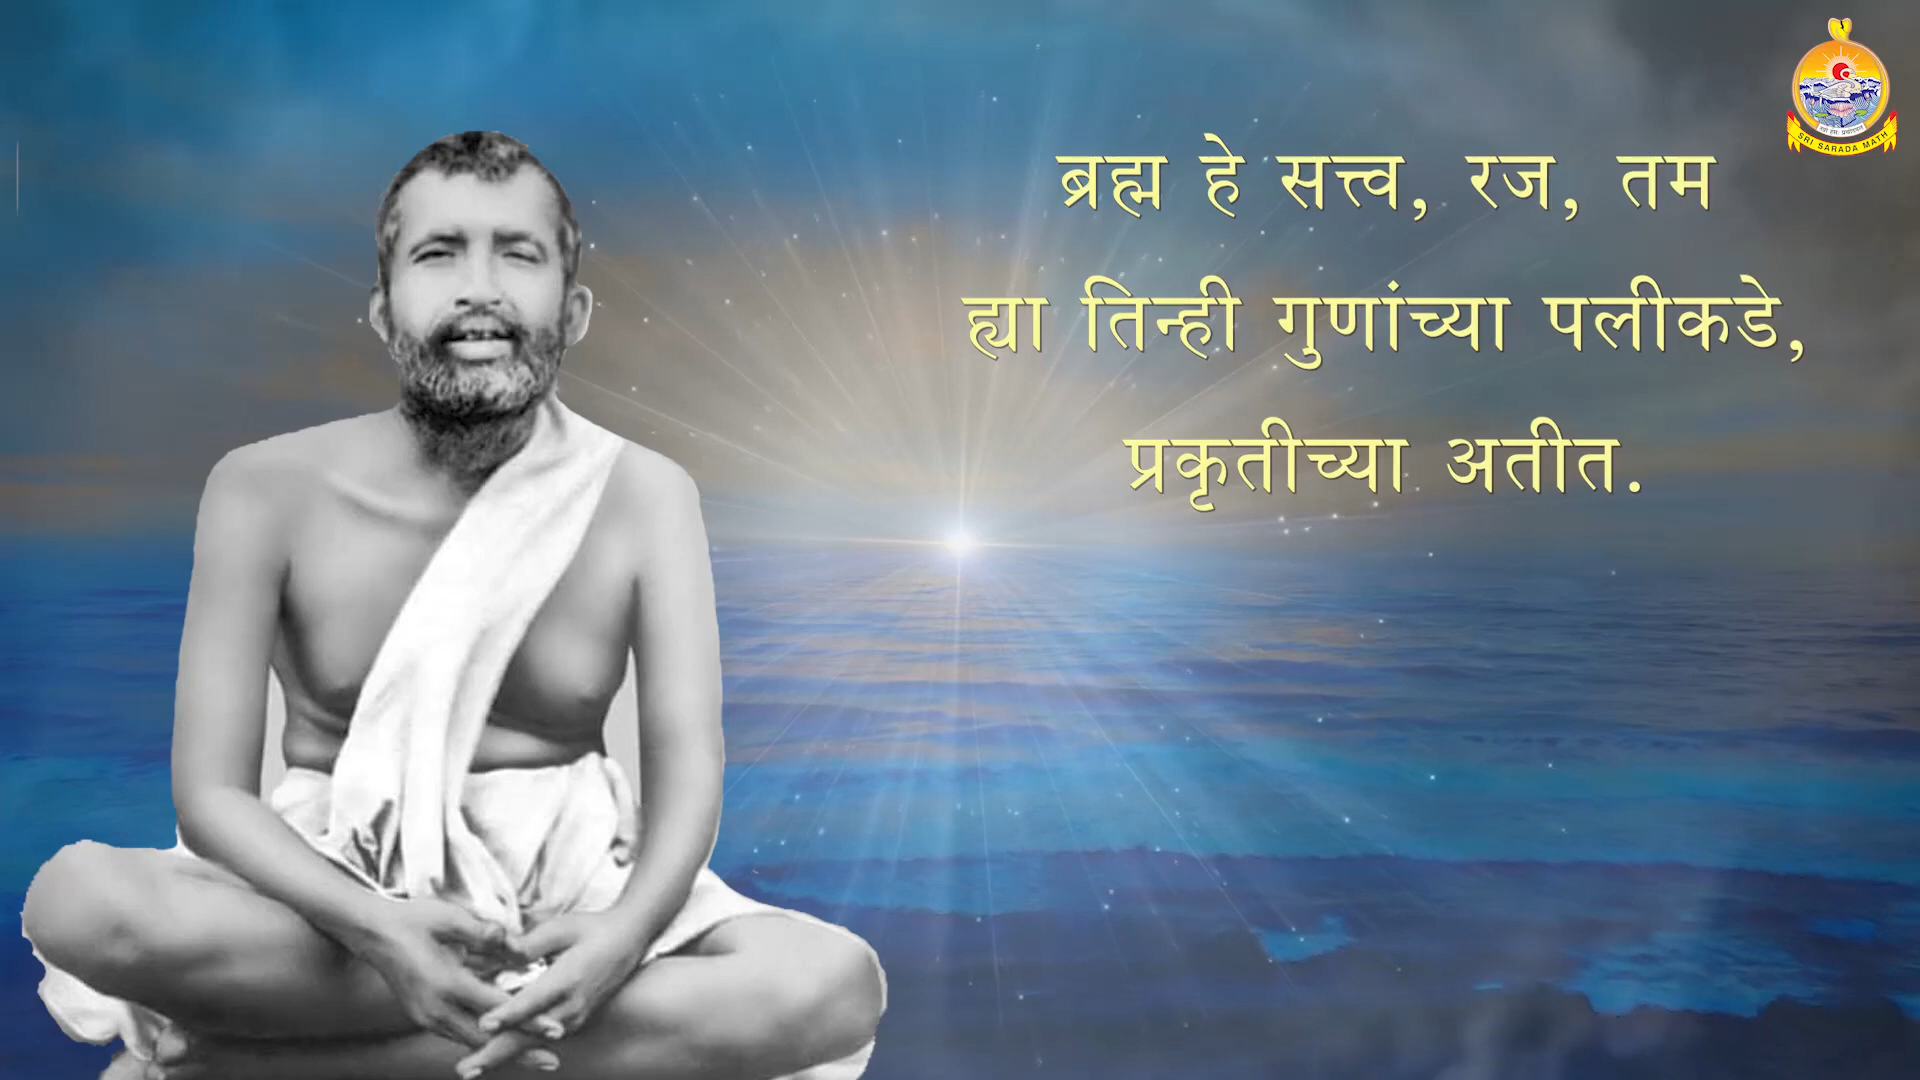 ब्रह्म हे सत्त्व, रज, तम
ह्या तिन्ही गुणांच्या पलीकडे,
प्रकृतीच्या अतीत.
SRI SARADA MATH